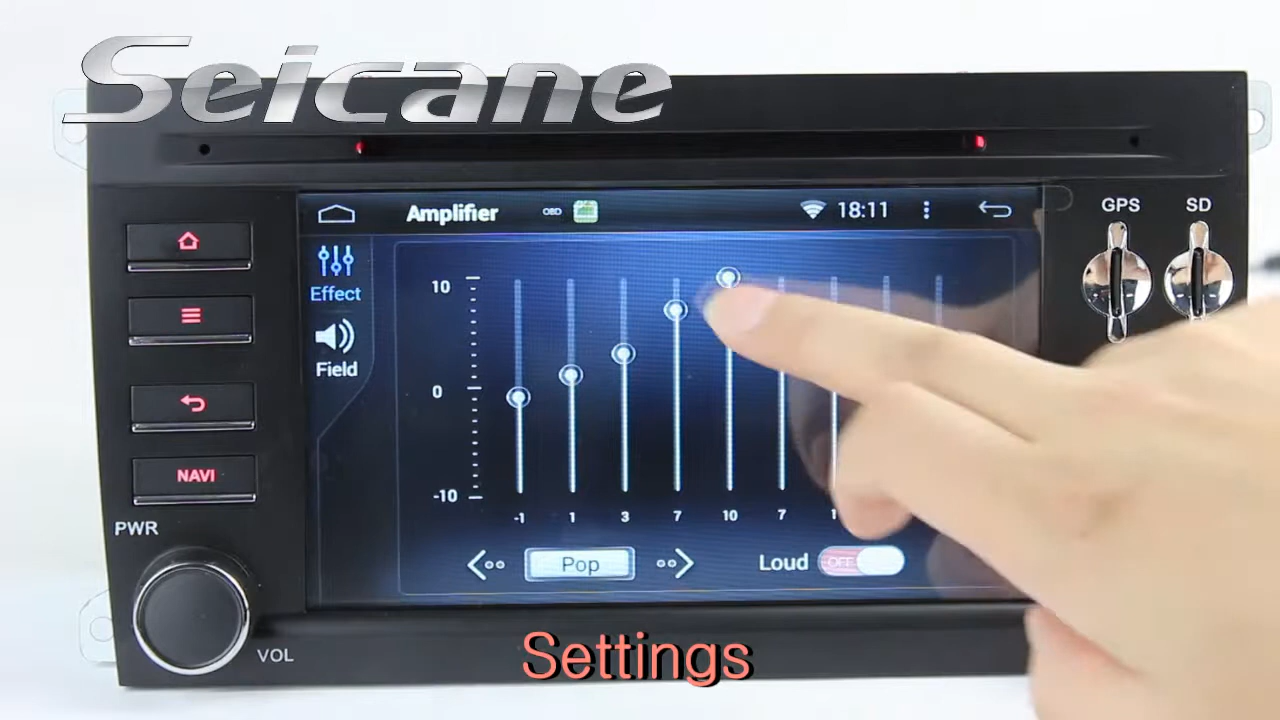 Seicane
GPS SD
Amplifier OBD 18:11
Effect
Field
10
0
-10
-1 1 3 7 10 7
NAVI
PWR
Pop
Loud OFF
VOL
Settings